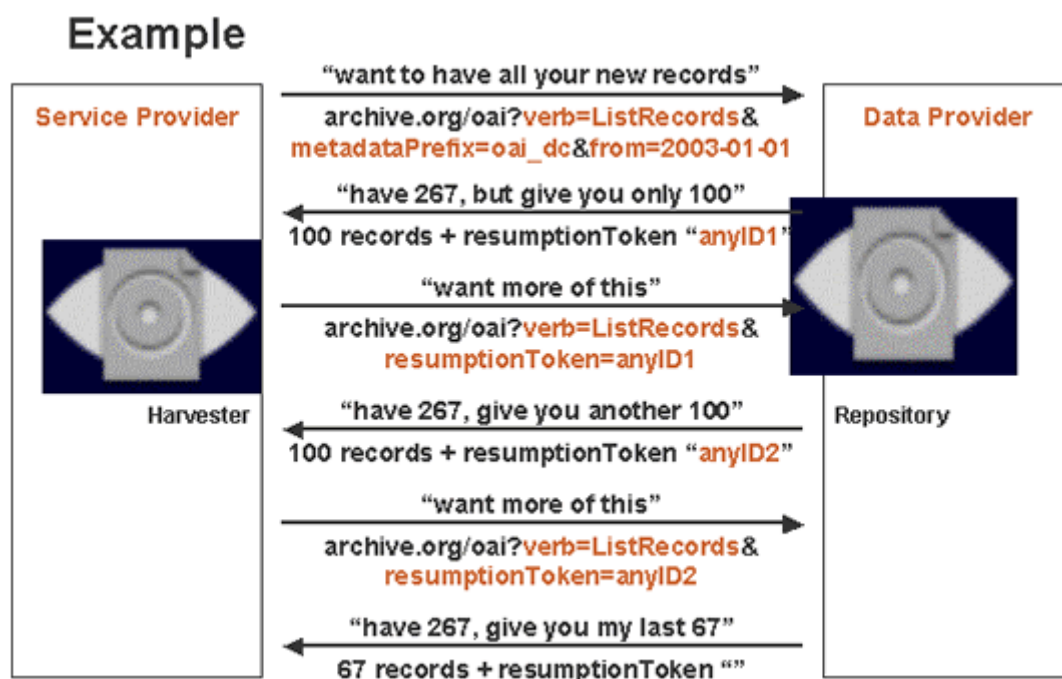 Example
Service Provider
Data Provider
“want to have all your new records”
archive.org/oai?verb=ListRecords&
metadataPrefix=oai_dc&from=2003-01-01
“have 267, but give you only 100”
100 records + resumptionToken “anyID1”
“want more of this”
archive.org/oai?verb=ListRecords&
resumptionToken=anyID1
Harvester
Repository
“have 267, give you another 100”
100 records + resumptionToken “anyID2”
“want more of this”
archive.org/oai?verb=ListRecords&
resumptionToken=anyID2
“have 267, give you my last 67”
67 records + resumptionToken “”